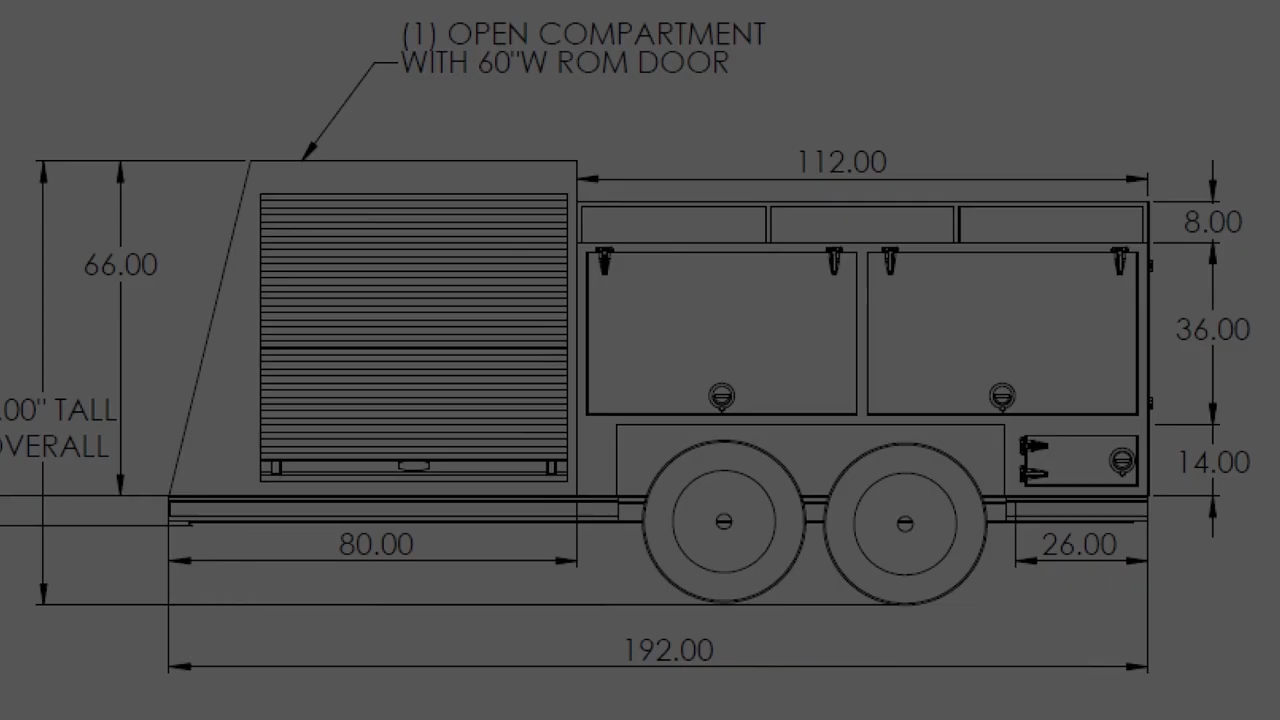 (1) OPEN COMPARTMENT
WITH 60"W ROM DOOR
112.00
8.00
66.00
36.00
.00" TALL
OVERALL
14.00
80.00
26.00
192.00